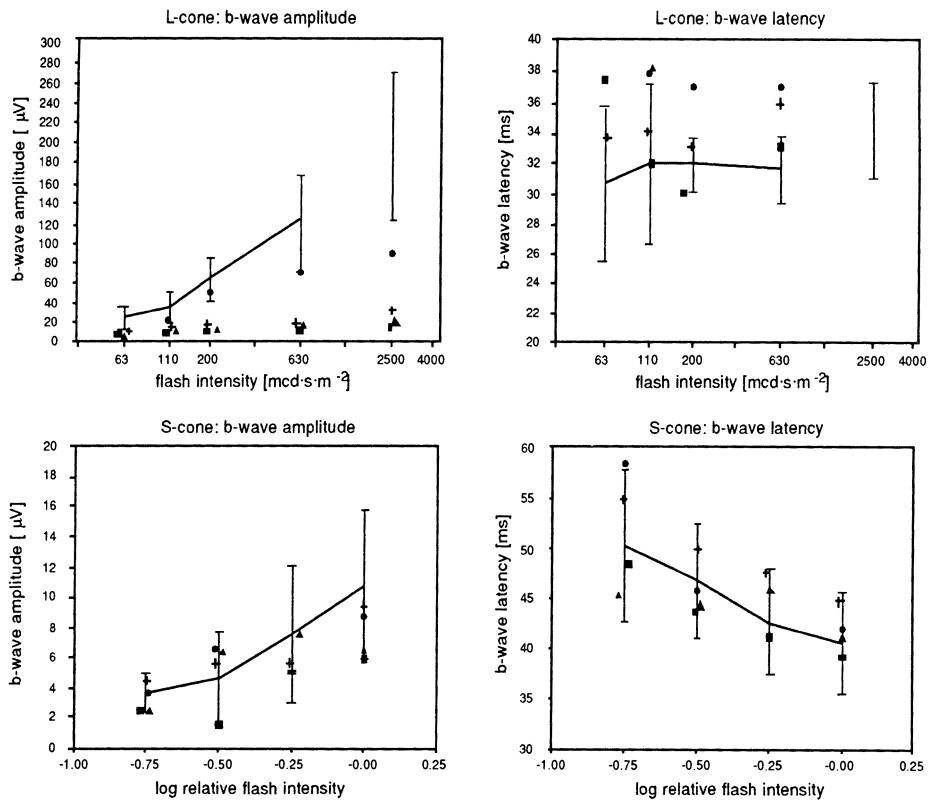 L-cone: b-wave amplitude
b-wave amplitude [ μV]
300
280
260
240
220
200
180
160
140
120
100
80
60
40
20
0
63 110 200 630 2500 4000
flash intensity [mcd·s·m -2]
L-cone: b-wave latency
b-wave latency [ms]
40
38
36
34
32
30
28
26
24
22
20
63 110 200 630 2500 4000
flash intensity [mcd·s·m -2]
S-cone: b-wave amplitude
b-wave amplitude [ μV]
20
18
16
14
12
10
8
6
4
2
0
-1.00 -0.75 -0.50 -0.25 -0.00 0.25
log relative flash intensity
S-cone: b-wave latency
b-wave latency [ms]
60
55
50
45
40
35
30
-1.00 -0.75 -0.50 -0.25 -0.00 0.25
log relative flash intensity